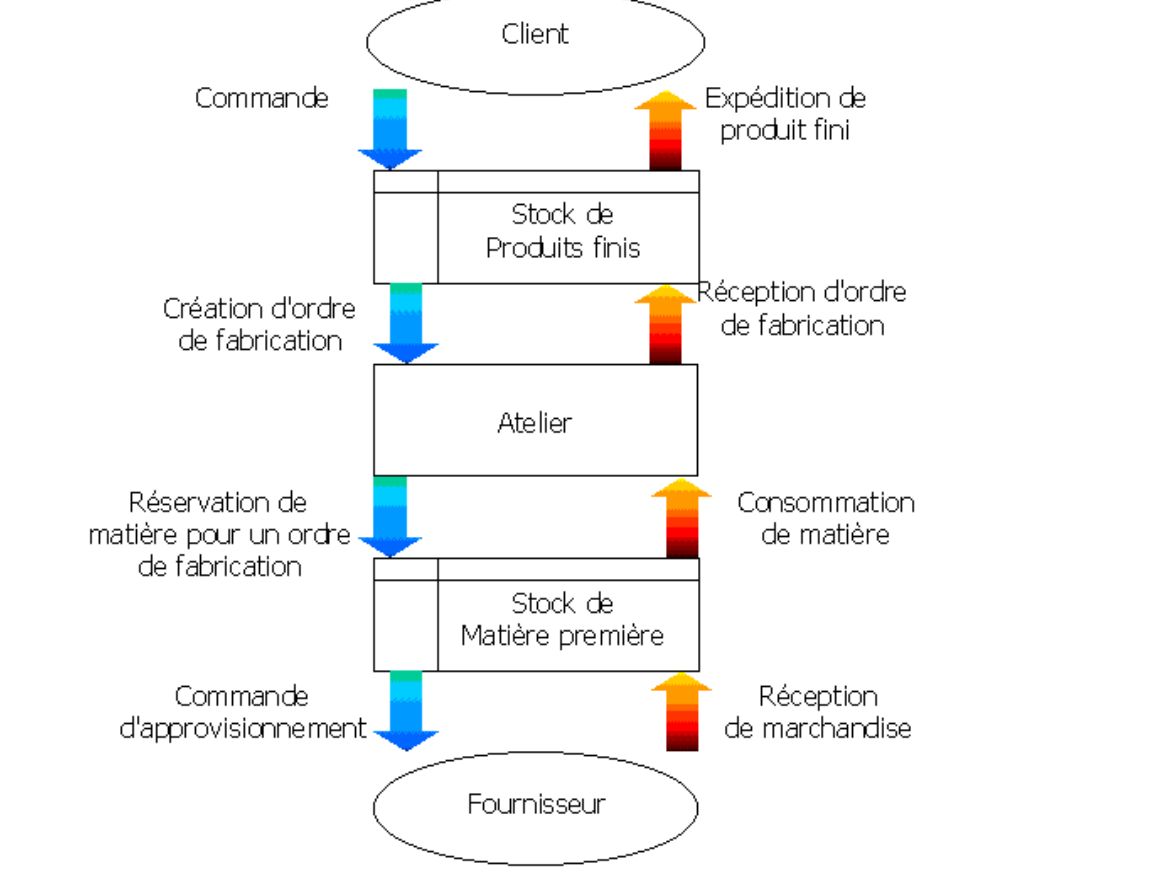 Client
Commande
Expédition de
produit fini
Stock de
Produits finis
Création d'ordre
de fabrication
Réception d'ordre
de fabrication
Atelier
Réservation de
matière pour un ordre
de fabrication
Consommation
de matière
Stock de
Matière première
Commande
d'approvisionnement
Réception
de marchandise
Fournisseur